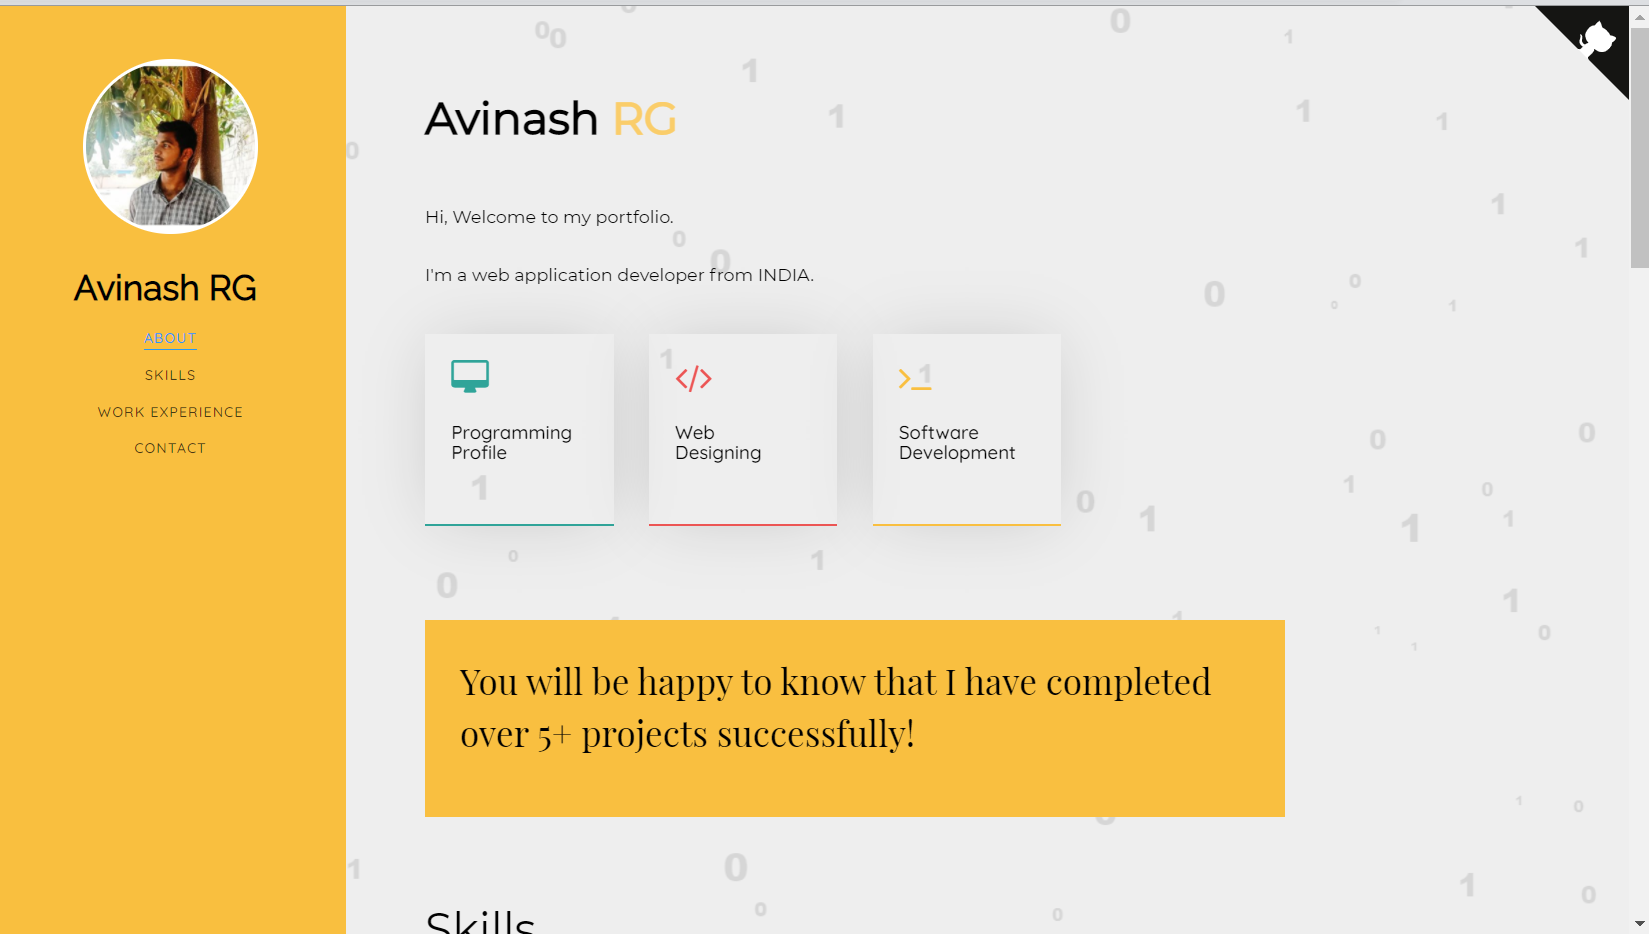 Avinash RG
ABOUT
SKILLS
WORK EXPERIENCE
CONTACT
Avinash RG
Hi, Welcome to my portfolio.
I'm a web application developer from INDIA.
Programming
Profile
Web
Designing
Software
Development
You will be happy to know that I have completed
over 5+ projects successfully!
Skills